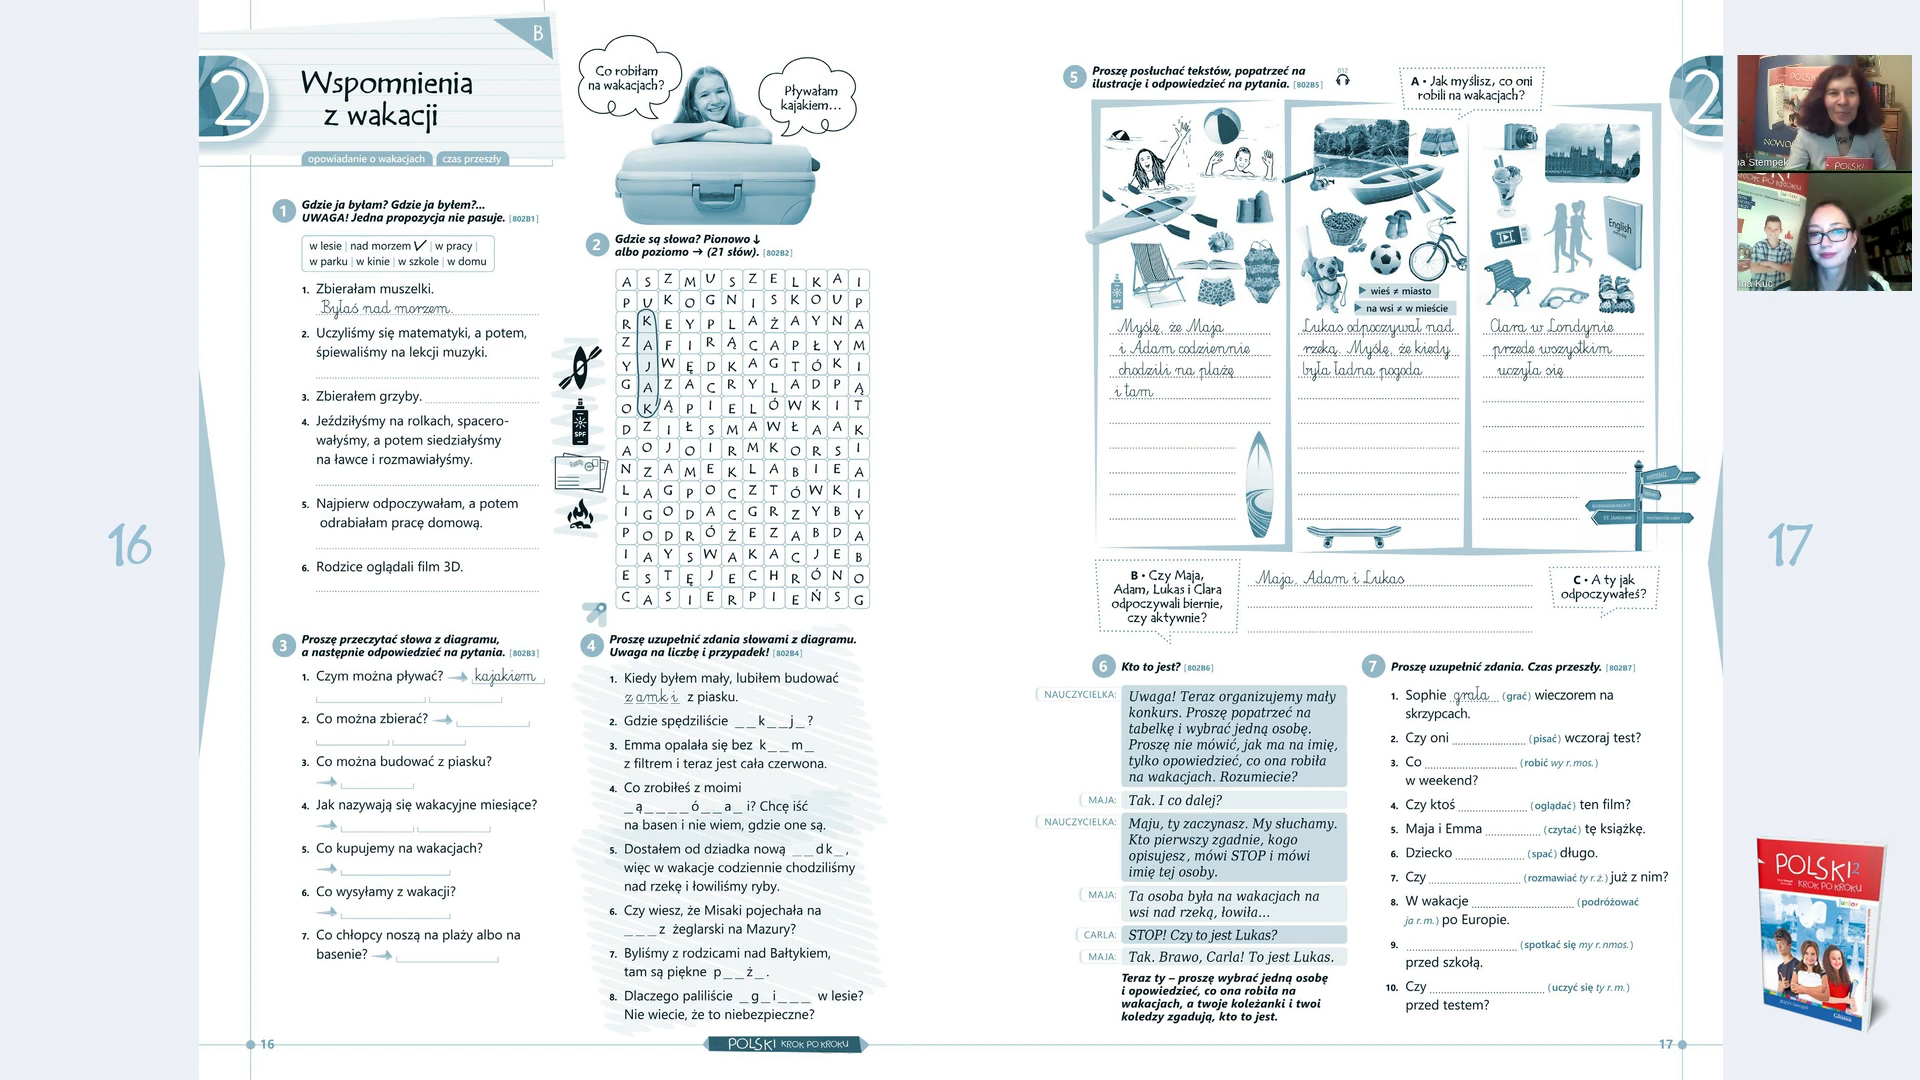 B
2
Wspomnienia
z wakacji
opowiadanie o wakacjach
czas przeszły
Co robiłam
na wakacjach?
Pływałam
kajakiem...
1 Gdzie ja byłam? Gdzie ja byłem?...
UWAGA! Jedna propozycja nie pasuje. [802B1]
w lesie | nad morzem ✓ | w pracy |
w parku | w kinie | w szkole | w domu
1. Zbierałam muszelki.
Byłaś nad morzem.
2. Uczyliśmy się matematyki, a potem,
śpiewaliśmy na lekcji muzyki.
3. Zbierałem grzyby.
4. Jeździłyśmy na rolkach, spacero-
wałyśmy, a potem siedziałyśmy
na ławce i rozmawiałyśmy.
5. Najpierw odpoczywałam, a potem
odrabiałam pracę domową.
6. Rodzice oglądali film 3D.
2 Gdzie są słowa? Pionowo ↓
albo poziomo → (21 słów). [802B2]
A S Z M U S Z E L K A I
P U K O G N I S K O U P
R K E Y P L A Ż A Y N A
Z A F I R Ą C A P Ł Y M
Y J W Ę D K A G T Ó K I
G A Z A C R Y L A D P Ą
O K Ą P I E L Ó W K I T
D Z I Ł S M A W Ł A A K
A O J O I R M K O R S I
N Z A M E K L A B I E A
L A G P O C Z T Ó W K I
I G O D A C G R Z Y B Y
P O D R Ó Ż E Z A B D A
I A Y S W A K A C J E B
E S T Ę J E C H R Ó N O
C A S I E R P I E Ń S G
SPF
3 Proszę przeczytać słowa z diagramu,
a następnie odpowiedzieć na pytania. [802B3]
1. Czym można pływać? kajakiem
2. Co można zbierać?
3. Co można budować z piasku?
4. Jak nazywają się wakacyjne miesiące?
5. Co kupujemy na wakacjach?
6. Co wysyłamy z wakacji?
7. Co chłopcy noszą na plaży albo na
basenie?
4 Proszę uzupełnić zdania słowami z diagramu.
Uwaga na liczbę i przypadek! [802B4]
1. Kiedy byłem mały, lubiłem budować
zamki z piasku.
2. Gdzie spędziliście _ _ k _ _ j _ ?
3. Emma opalała się bez k _ _ m _
z filtrem i teraz jest cała czerwona.
4. Co zrobiłeś z moimi
_ ą _ _ _ _ ó _ _ a _ i? Chcę iść
na basen i nie wiem, gdzie one są.
5. Dostałem od dziadka nową _ _ d k _ ,
więc w wakacje codziennie chodziliśmy
nad rzekę i łowiliśmy ryby.
6. Czy wiesz, że Misaki pojechała na
_ _ _ z żeglarski na Mazury?
7. Byliśmy z rodzicami nad Bałtykiem,
tam są piękne p _ _ ż _ .
8. Dlaczego paliliście _ g _ i _ _ _ w lesie?
Nie wiecie, że to niebezpieczne?
16
16
POLSKI KROK PO KROKU
5 Proszę posłuchać tekstów, popatrzeć na
ilustracje i odpowiedzieć na pytania. [802B5]
012
A • Jak myślisz, co oni
robili na wakacjach?
2
English
SPF
wieś ≠ miasto
na wsi ≠ w mieście
Myślę, że Maja
i Adam codziennie
chodzili na plażę
i tam
Lukas odpoczywał nad
rzeką. Myślę, że kiedy
była ładna pogoda
Clara w Londynie
przede wszystkim
uczyła się
B • Czy Maja,
Adam, Lukas i Clara
odpoczywali biernie,
czy aktywnie?
Maja, Adam i Lukas
C • A ty jak
odpoczywałeś?
6 Kto to jest? [802B6]
NAUCZYCIELKA: Uwaga! Teraz organizujemy mały
konkurs. Proszę popatrzeć na
tabelkę i wybrać jedną osobę.
Proszę nie mówić, jak ma na imię,
tylko opowiedzieć, co ona robiła
na wakacjach. Rozumiecie?
MAJA: Tak. I co dalej?
NAUCZYCIELKA: Maju, ty zaczynasz. My słuchamy.
Kto pierwszy zgadnie, kogo
opisujesz, mówi STOP i mówi
imię tej osoby.
MAJA: Ta osoba była na wakacjach na
wsi nad rzeką, łowiła...
CARLA: STOP! Czy to jest Lukas?
MAJA: Tak. Brawo, Carla! To jest Lukas.
Teraz ty – proszę wybrać jedną osobę
i opowiedzieć, co ona robiła na
wakacjach, a twoje koleżanki i twoi
koledzy zgadują, kto to jest.
7 Proszę uzupełnić zdania. Czas przeszły. [802B7]
1. Sophie grała (grać) wieczorem na
skrzypcach.
2. Czy oni (pisać) wczoraj test?
3. Co (robić wy r. mos.)
w weekend?
4. Czy ktoś (oglądać) ten film?
5. Maja i Emma (czytać) tę książkę.
6. Dziecko (spać) długo.
7. Czy (rozmawiać ty r.ż.) już z nim?
8. W wakacje (podróżować
ja r.m.) po Europie.
9. (spotkać się my r.nmos.)
przed szkołą.
10. Czy (uczyć się ty r.m.)
przed testem?
17
17
na Stempek
POLSKI
NOWO
POLSKI 2
KROK PO KROKU
junior